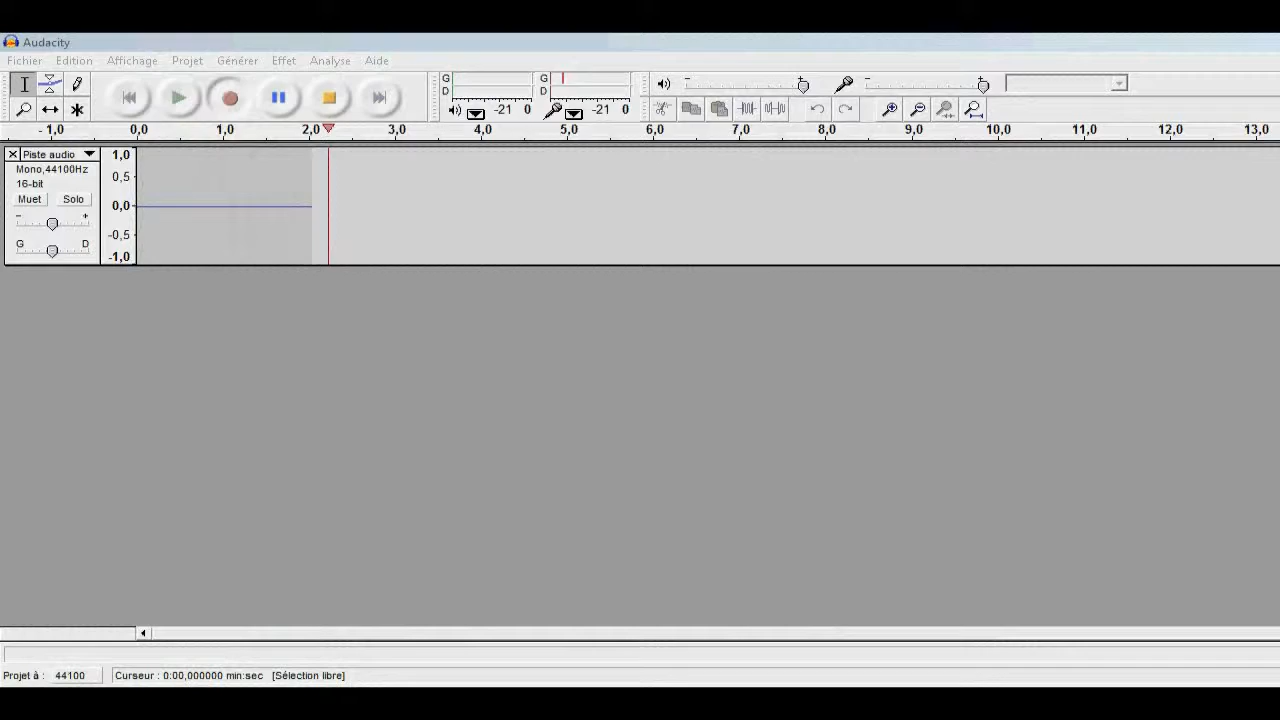 Audacity
Fichier Edition Affichage Projet Générer Effet Analyse Aide
G G
D D
-21 0 -21 0
- 1,0 0,0 1,0 2,0 3,0 4,0 5,0 6,0 7,0 8,0 9,0 10,0 11,0 12,0 13,0
Piste audio 1,0
Mono,44100Hz
16-bit 0,5
Muet Solo 0,0
- +
G D -0,5
-1,0
Projet à : 44100 Curseur : 0:00,000000 min:sec [Sélection libre]